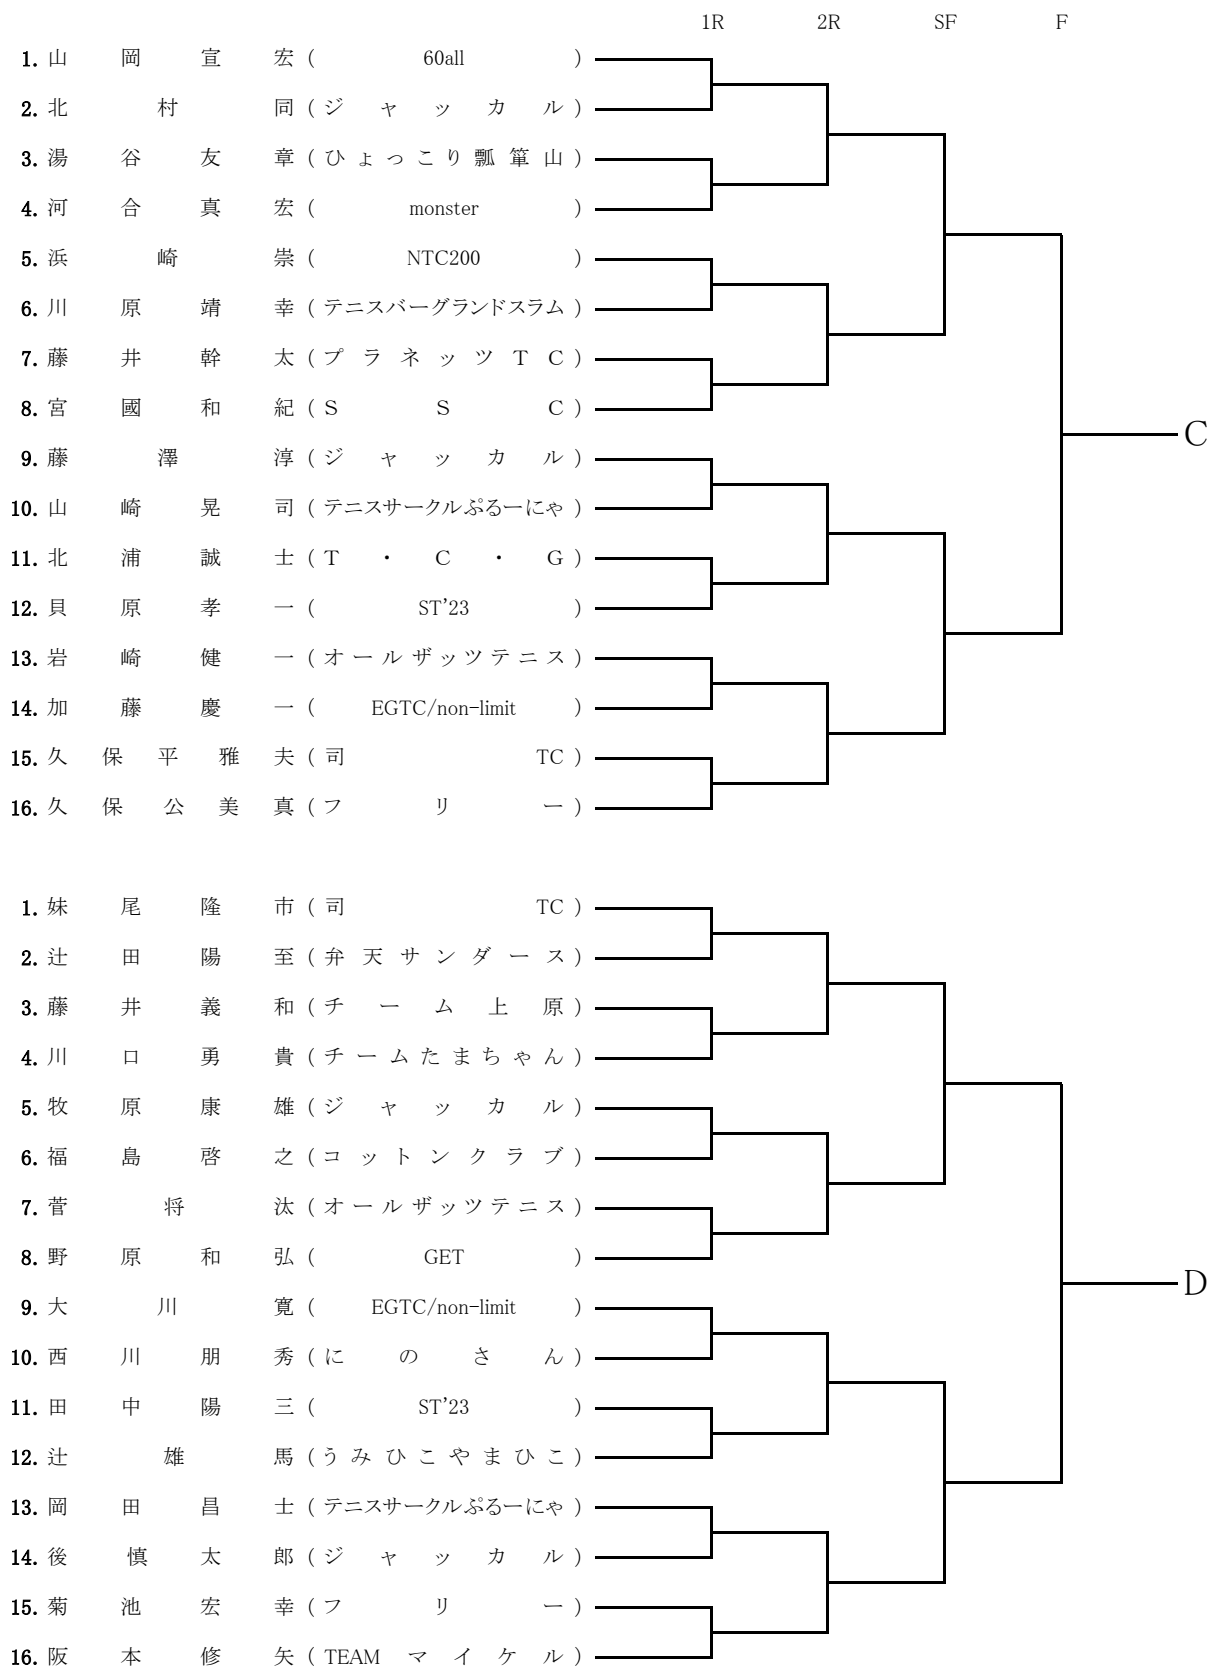 1R 2R SF F
1. 山岡宣宏 ( 60all )
2. 北村同 ( ジャッカル )
3. 湯谷友章 ( ひょっこり瓢箪山 )
4. 河合真宏 ( monster )
5. 浜崎崇 ( NTC200 )
6. 川原靖幸 ( テニスバーグランドスラム )
7. 藤井幹太 ( プラネッツTC )
8. 宮國和紀 ( SSC )
C
9. 藤澤淳 ( ジャッカル )
10. 山崎晃司 ( テニスサークルぷるーにゃ )
11. 北浦誠士 ( T・C・G )
12. 貝原孝一 ( ST'23 )
13. 岩崎健一 ( オールザッツテニス )
14. 加藤慶一 ( EGTC/non-limit )
15. 久保平雅夫 ( 司TC )
16. 久保公美真 ( フリー )
1. 妹尾隆市 ( 司TC )
2. 辻田陽至 ( 弁天サンダース )
3. 藤井義和 ( チーム上原 )
4. 川口勇貴 ( チームたまちゃん )
5. 牧原康雄 ( ジャッカル )
6. 福島啓之 ( コットンクラブ )
7. 菅将汰 ( オールザッツテニス )
8. 野原和弘 ( GET )
D
9. 大川寛 ( EGTC/non-limit )
10. 西川朋秀 ( にのさん )
11. 田中陽三 ( ST'23 )
12. 辻雄馬 ( うみひこやまひこ )
13. 岡田昌士 ( テニスサークルぷるーにゃ )
14. 後慎太郎 ( ジャッカル )
15. 菊池宏幸 ( フリー )
16. 阪本修矢 ( TEAMマイケル )